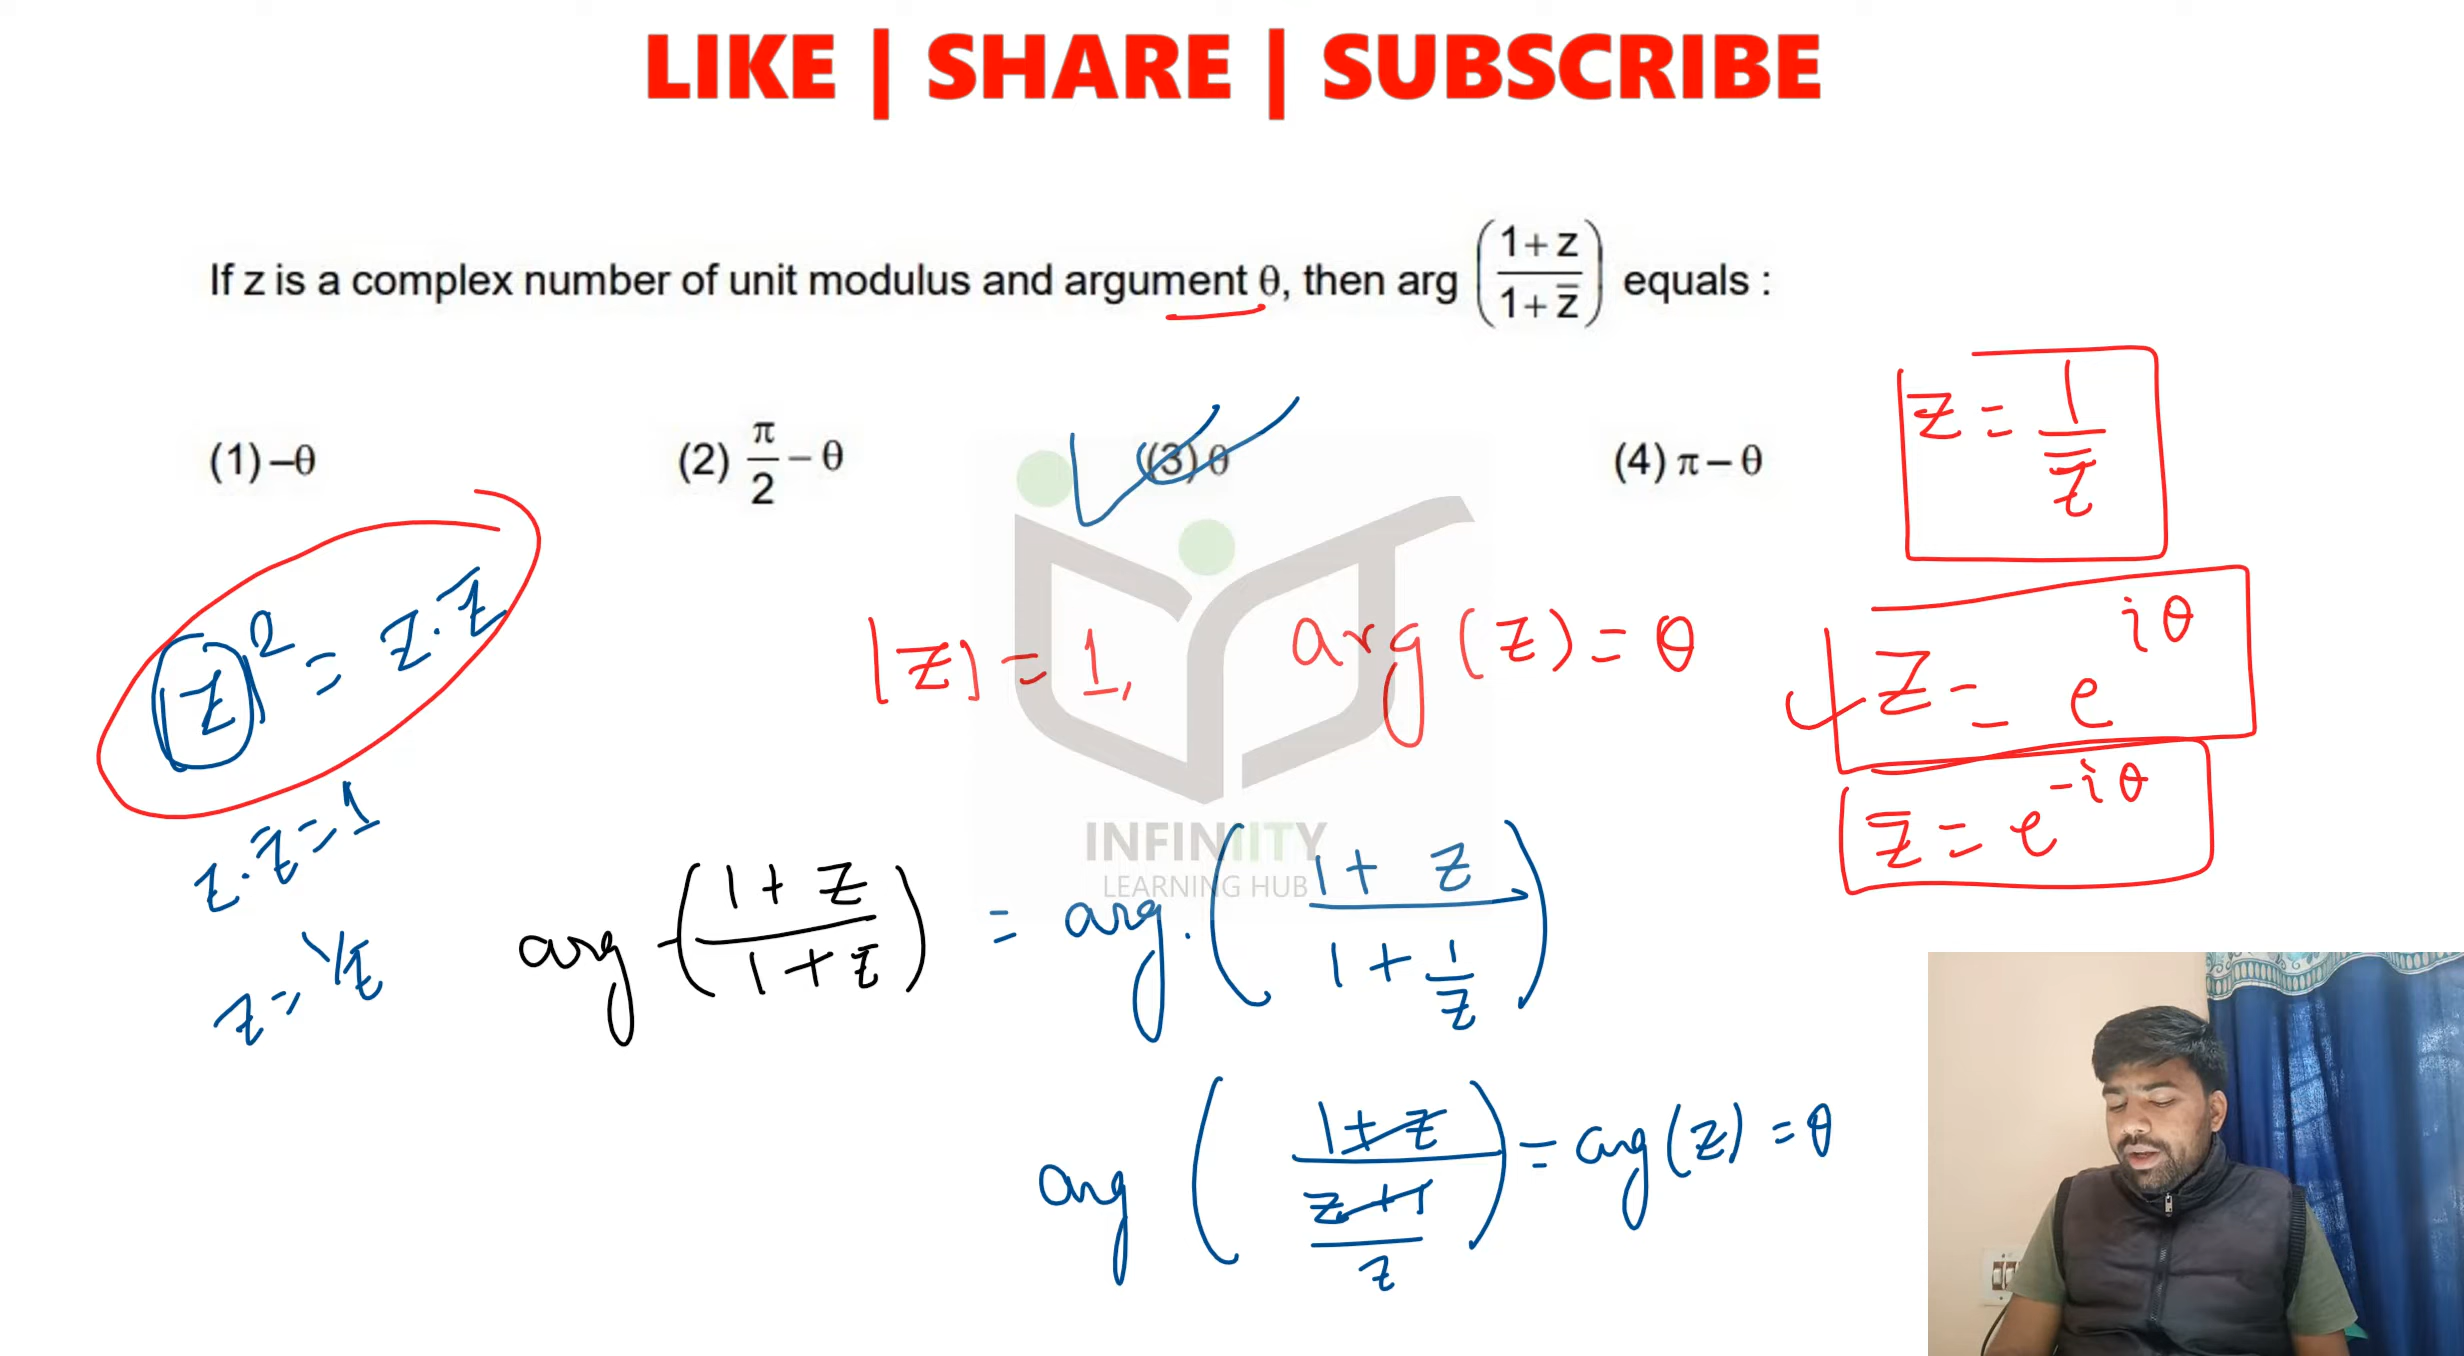 LIKE | SHARE | SUBSCRIBE
If z is a complex number of unit modulus and argument θ, then arg ((1+z)/(1+z̄)) equals :
(1) –θ (2) π/2 – θ (3) θ (4) π – θ
z = 1/z̄
|z|² = z · z̄
|z| = 1, arg (z) = θ
z = e^{iθ}
z̄ = e^{-iθ}
z · z̄ = 1
z = 1/z̄
INFINIITY
LEARNING HUB
arg ((1 + z)/(1 + z̄)) = arg. ((1 + z)/(1 + 1/z))
arg ((1+z)/((z+1)/z)) = arg (z) = θ